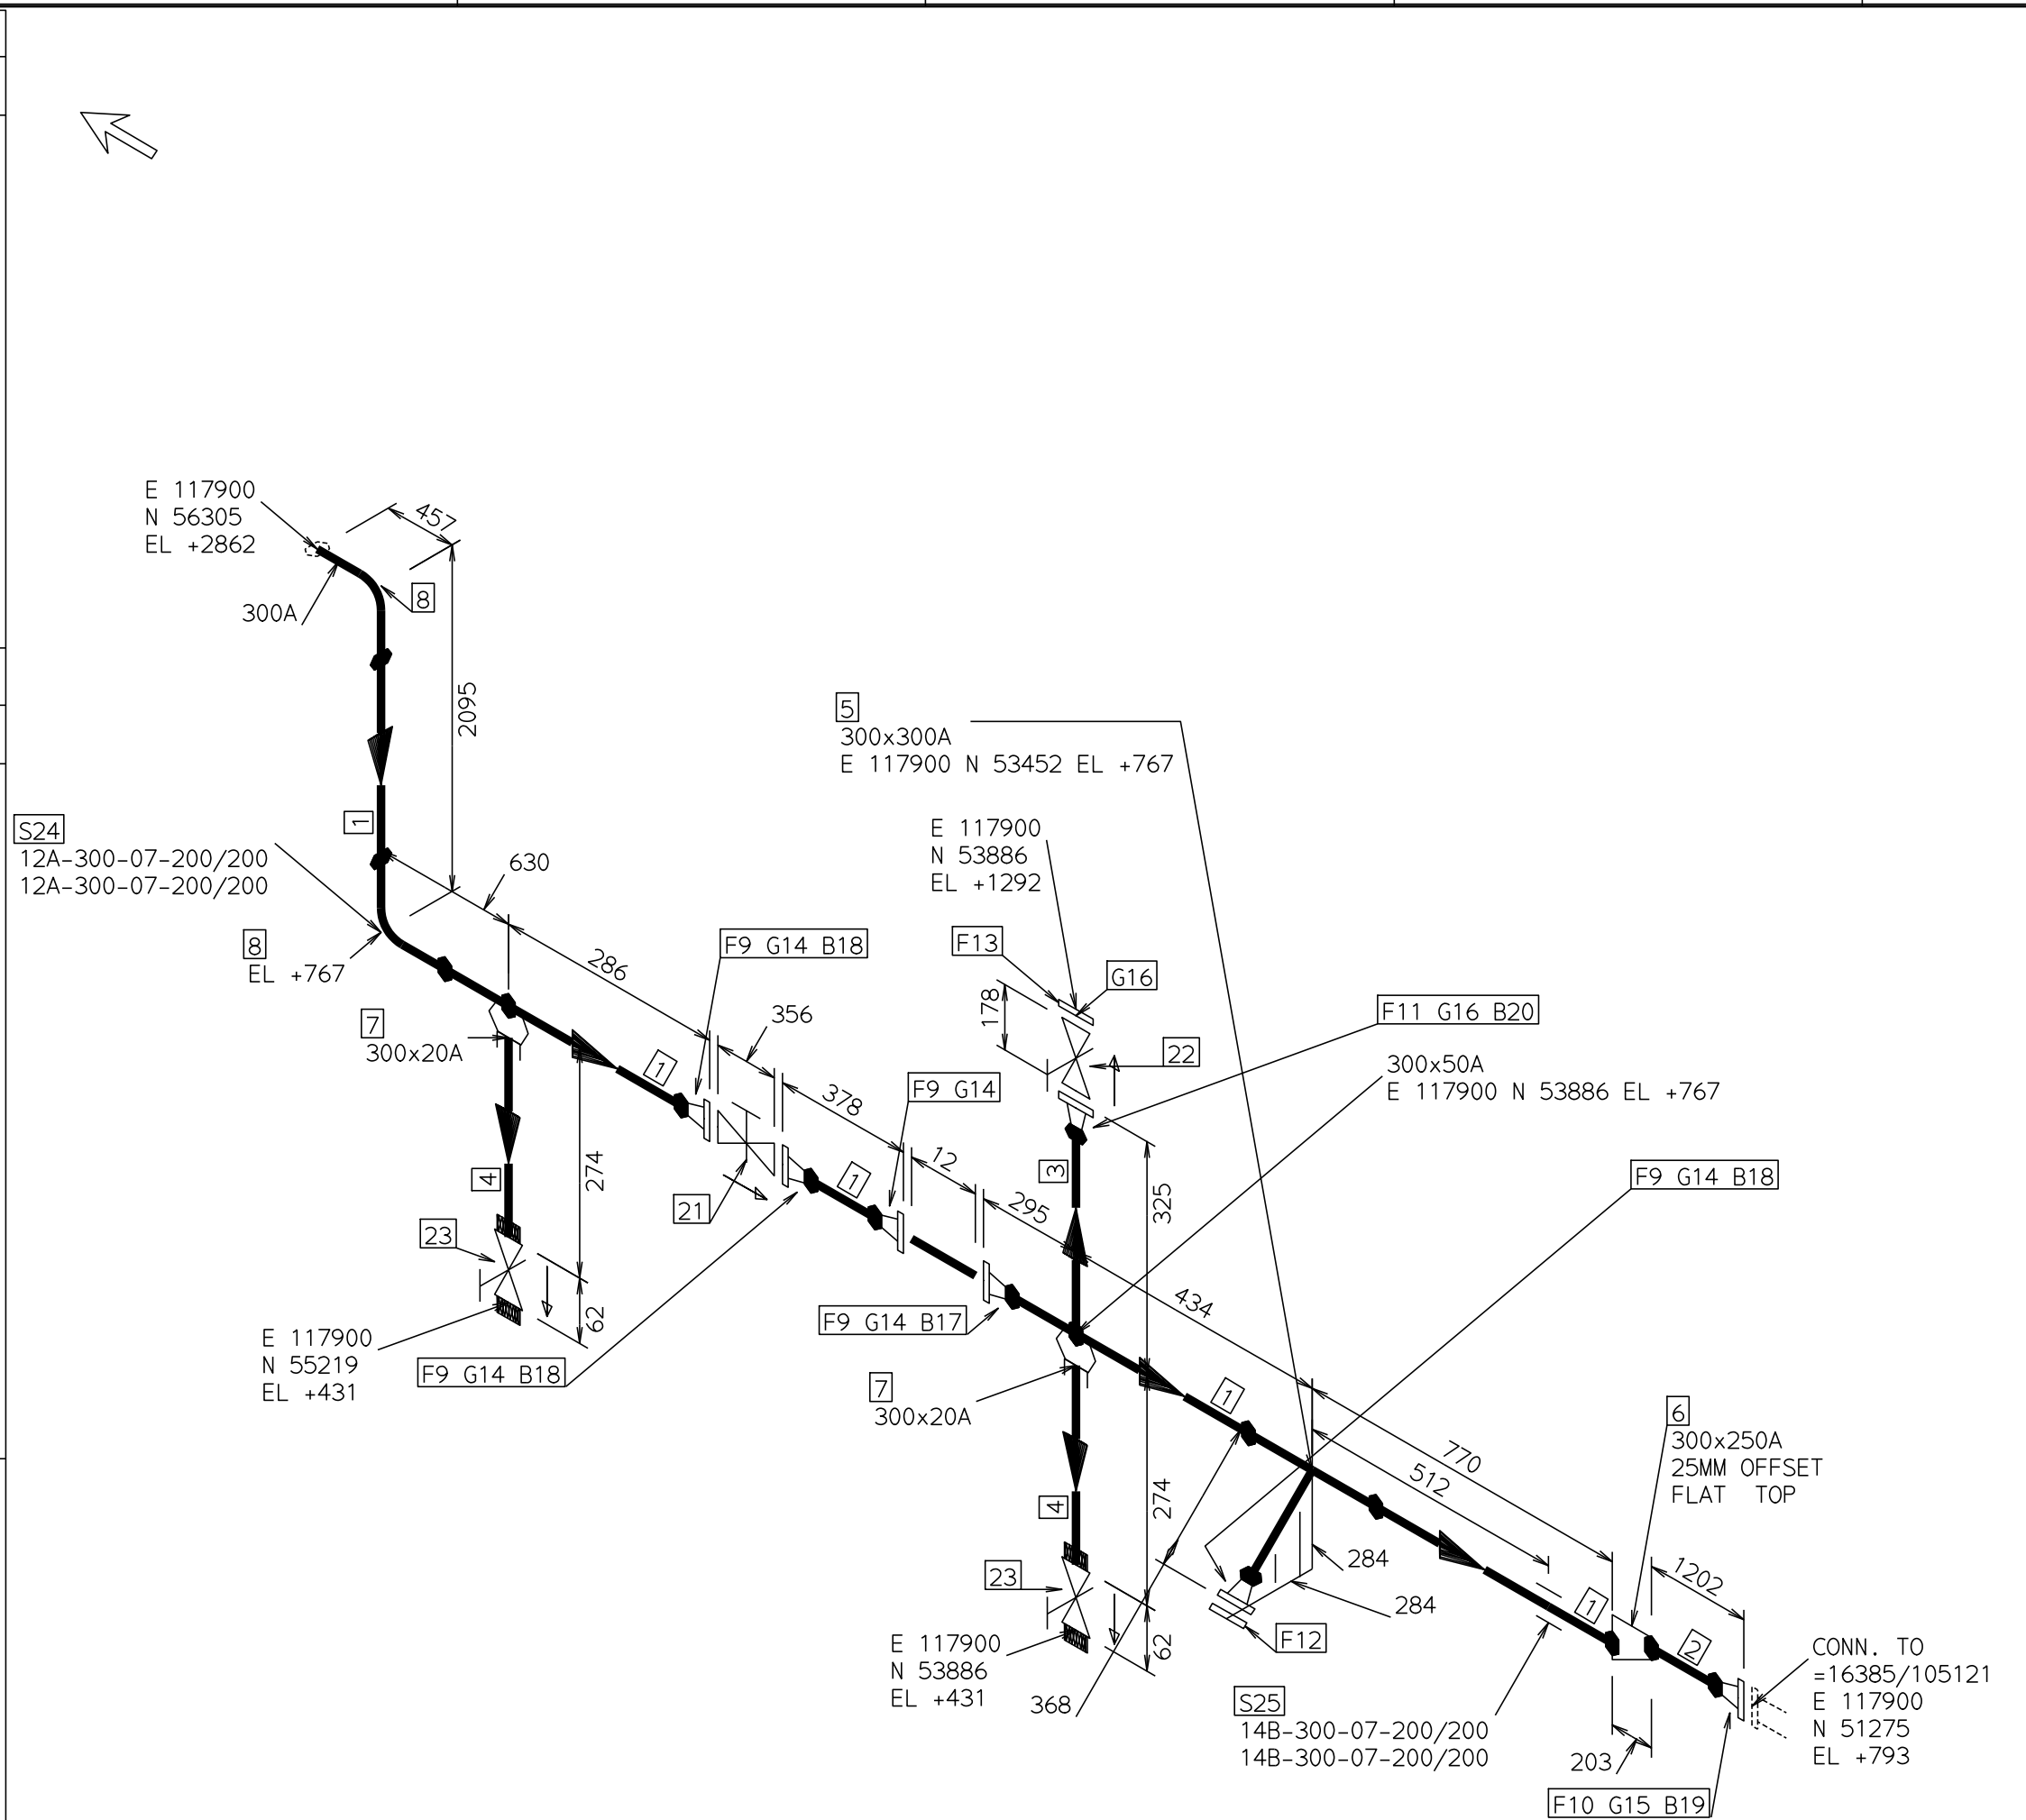 E 117900
N 56305
EL +2862
457
8
300A
2095
5
300x300A
E 117900 N 53452 EL +767
1
S24
12A-300-07-200/200
12A-300-07-200/200
630
E 117900
N 53886
EL +1292
8
EL +767
F9 G14 B18
286
F13
G16
178
F11 G16 B20
7
300x20A
356
22
300x50A
E 117900 N 53886 EL +767
1
378
F9 G14
12
274
4
1
3
325
F9 G14 B18
21
295
23
62
434
F9 G14 B17
E 117900
N 55219
EL +431
F9 G14 B18
7
300x20A
1
6
300x250A
25MM OFFSET
FLAT TOP
770
512
274
4
284
23
284
1202
1
F12
62
E 117900
N 53886
EL +431
368
2
CONN. TO
=16385/105121
E 117900
N 51275
EL +793
S25
14B-300-07-200/200
14B-300-07-200/200
203
F10 G15 B19